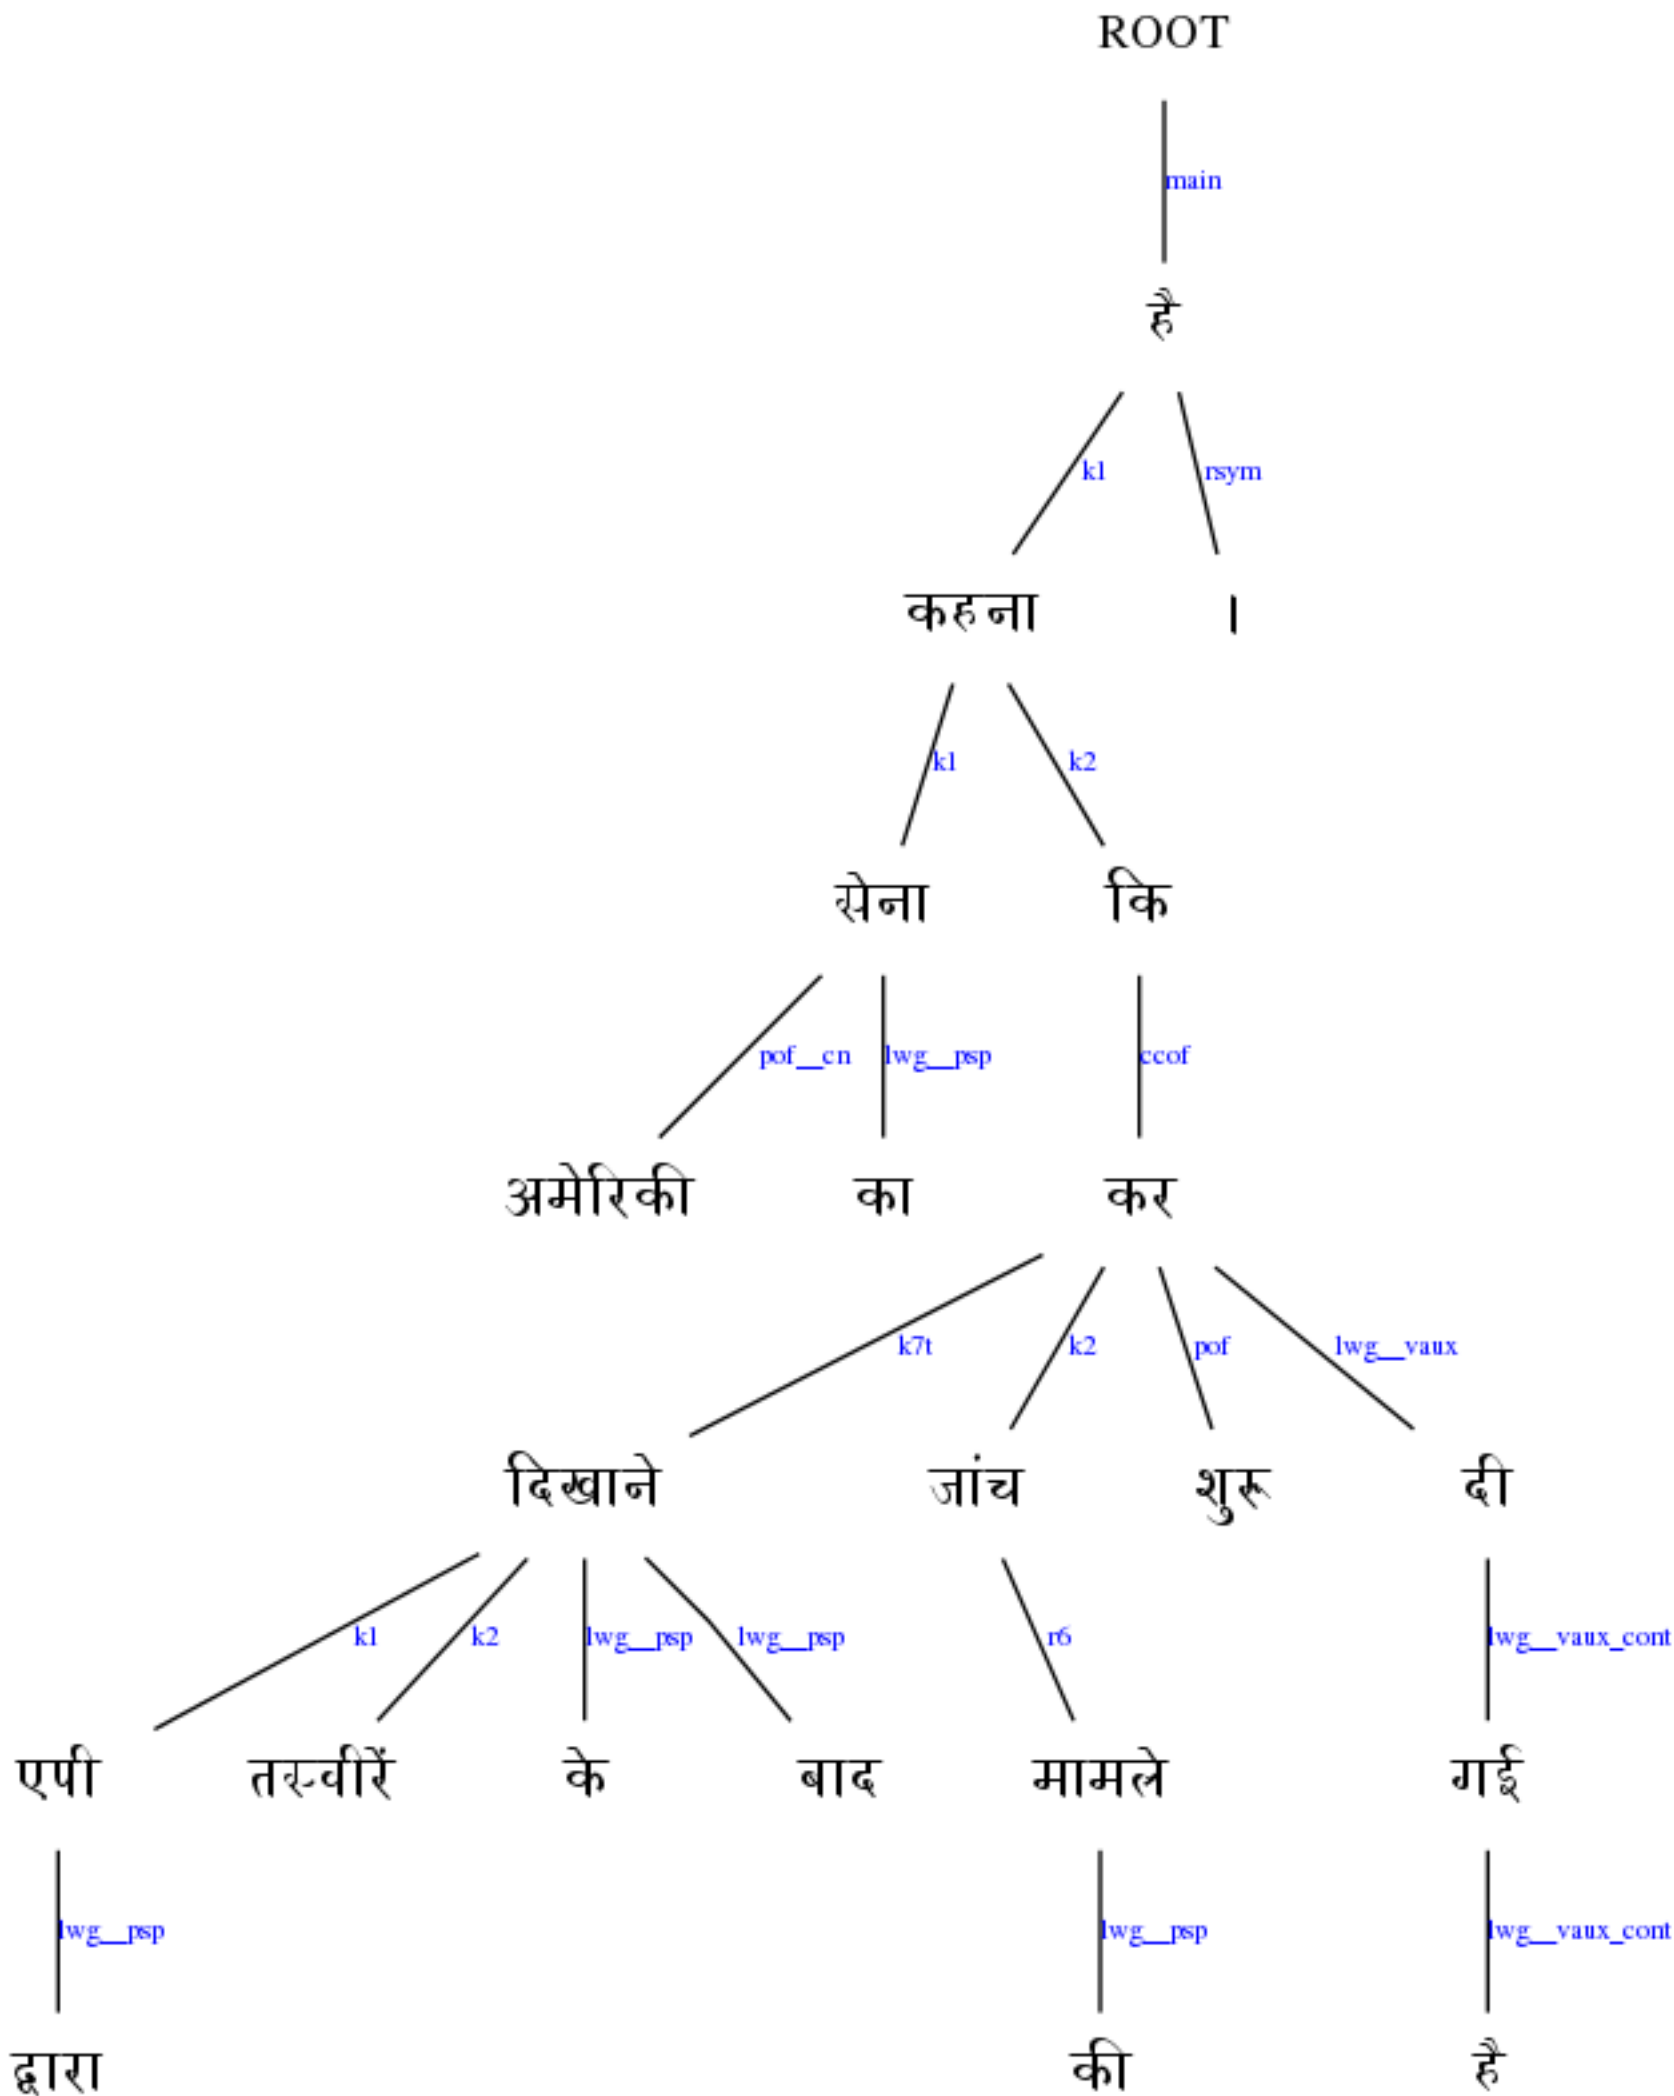 ROOT
main
है
k1 rsym
कहना ।
k1 k2
सेना कि
pof__cn lwg__psp ccof
अमेरिकी का कर
k7t k2 pof lwg__vaux
दिखाने जांच शुरू दी
k1 k2 lwg__psp lwg__psp r6 lwg__vaux_cont
एपी तस्वीरें के बाद मामले गई
lwg__psp lwg__psp lwg__vaux_cont
द्वारा की है